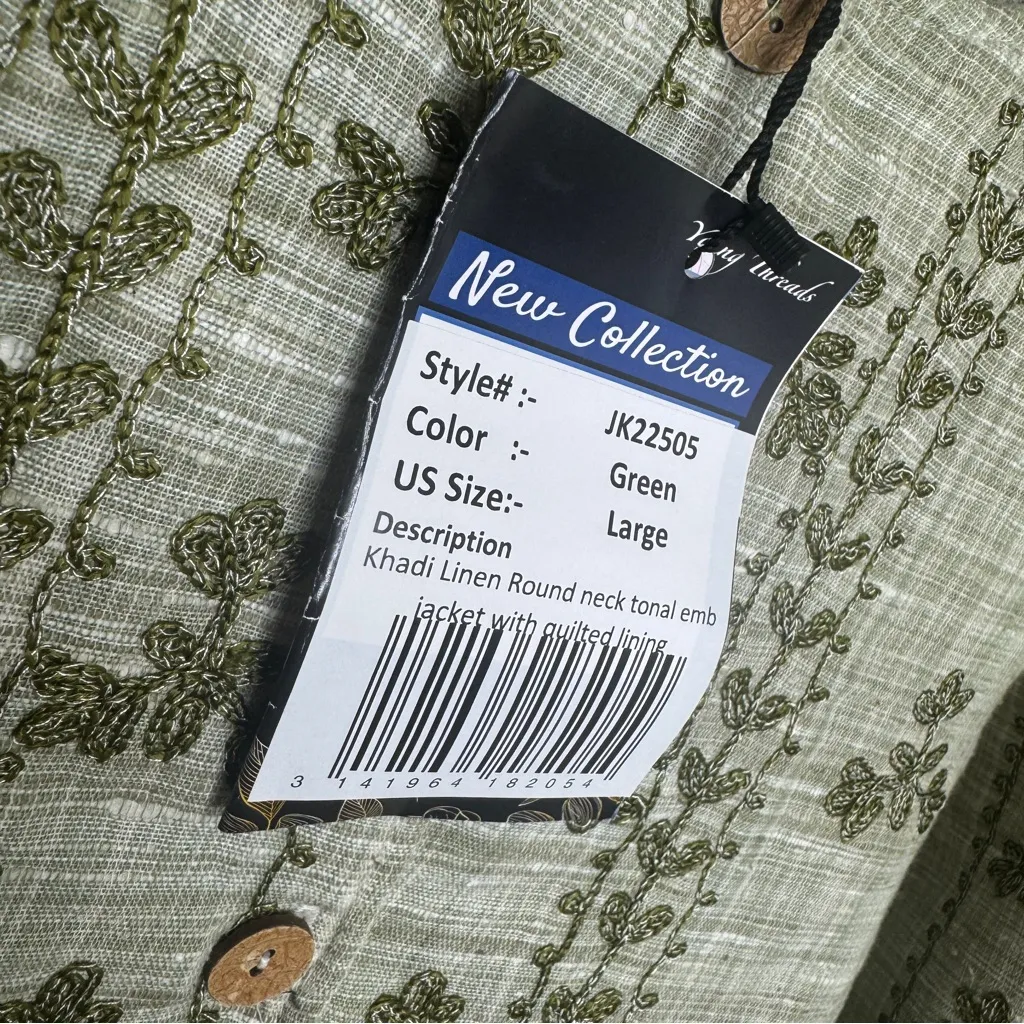 Young Threads
New Collection
Style# :- JK22505
Color :- Green
US Size:- Large
Description
Khadi Linen Round neck tonal emb
jacket with quilted lining
3 141964 182054